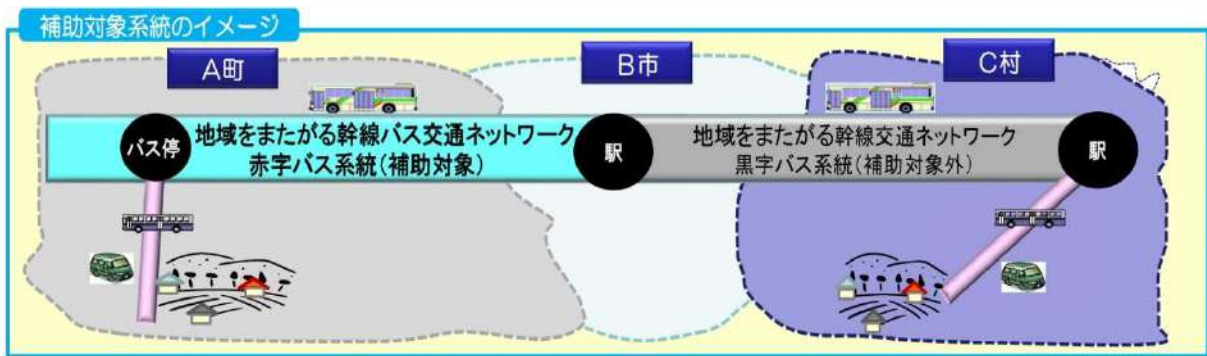 補助対象系統のイメージ
A町
B市
C村
バス停
地域をまたがる幹線バス交通ネットワーク
赤字バス系統(補助対象)
駅
地域をまたがる幹線交通ネットワーク
黒字バス系統(補助対象外)
駅